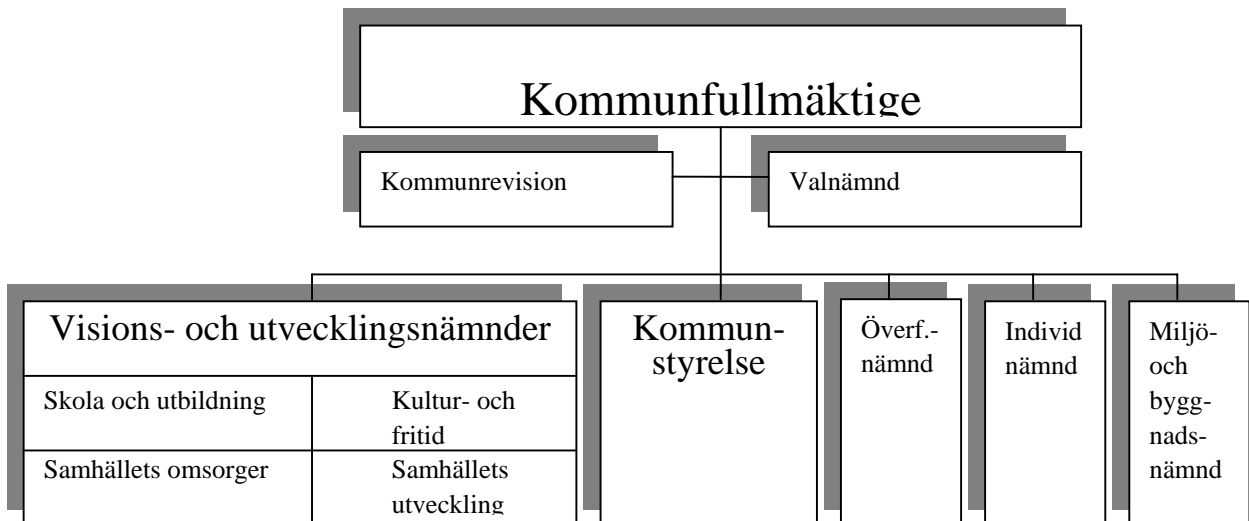 Kommunfullmäktige
Kommunrevision
Valnämnd
Visions- och utvecklingsnämnder
Skola och utbildning
Kultur- och
fritid
Samhällets omsorger
Samhällets
utveckling
Kommun-
styrelse
Överf.-
nämnd
Individ
nämnd
Miljö-
och
bygg-
nads-
nämnd